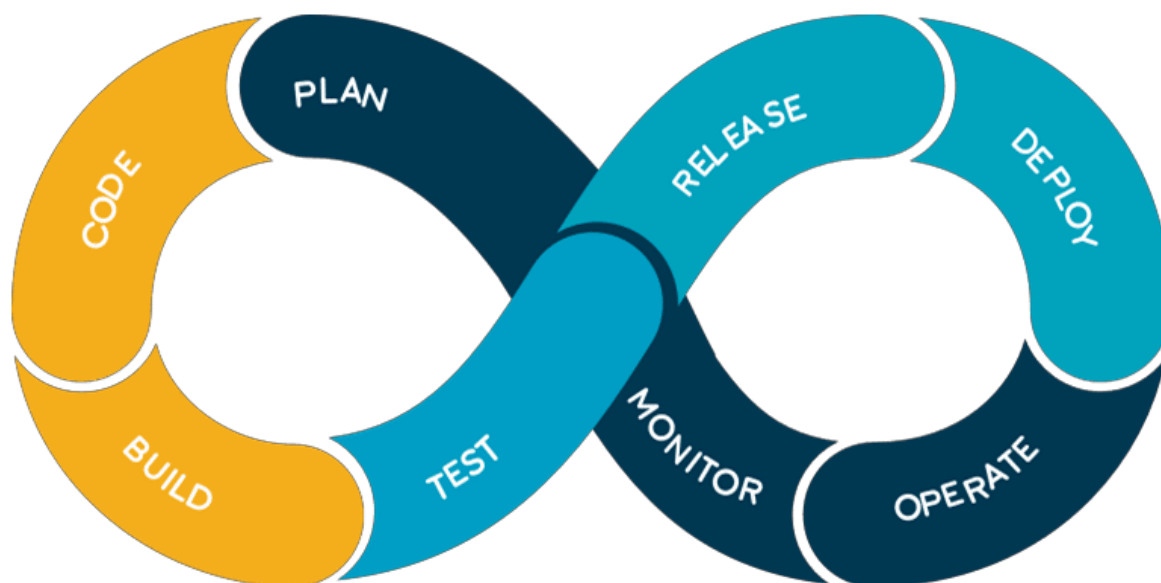 PLAN
CODE
BUILD
TEST
RELEASE
DEPLOY
OPERATE
MONITOR